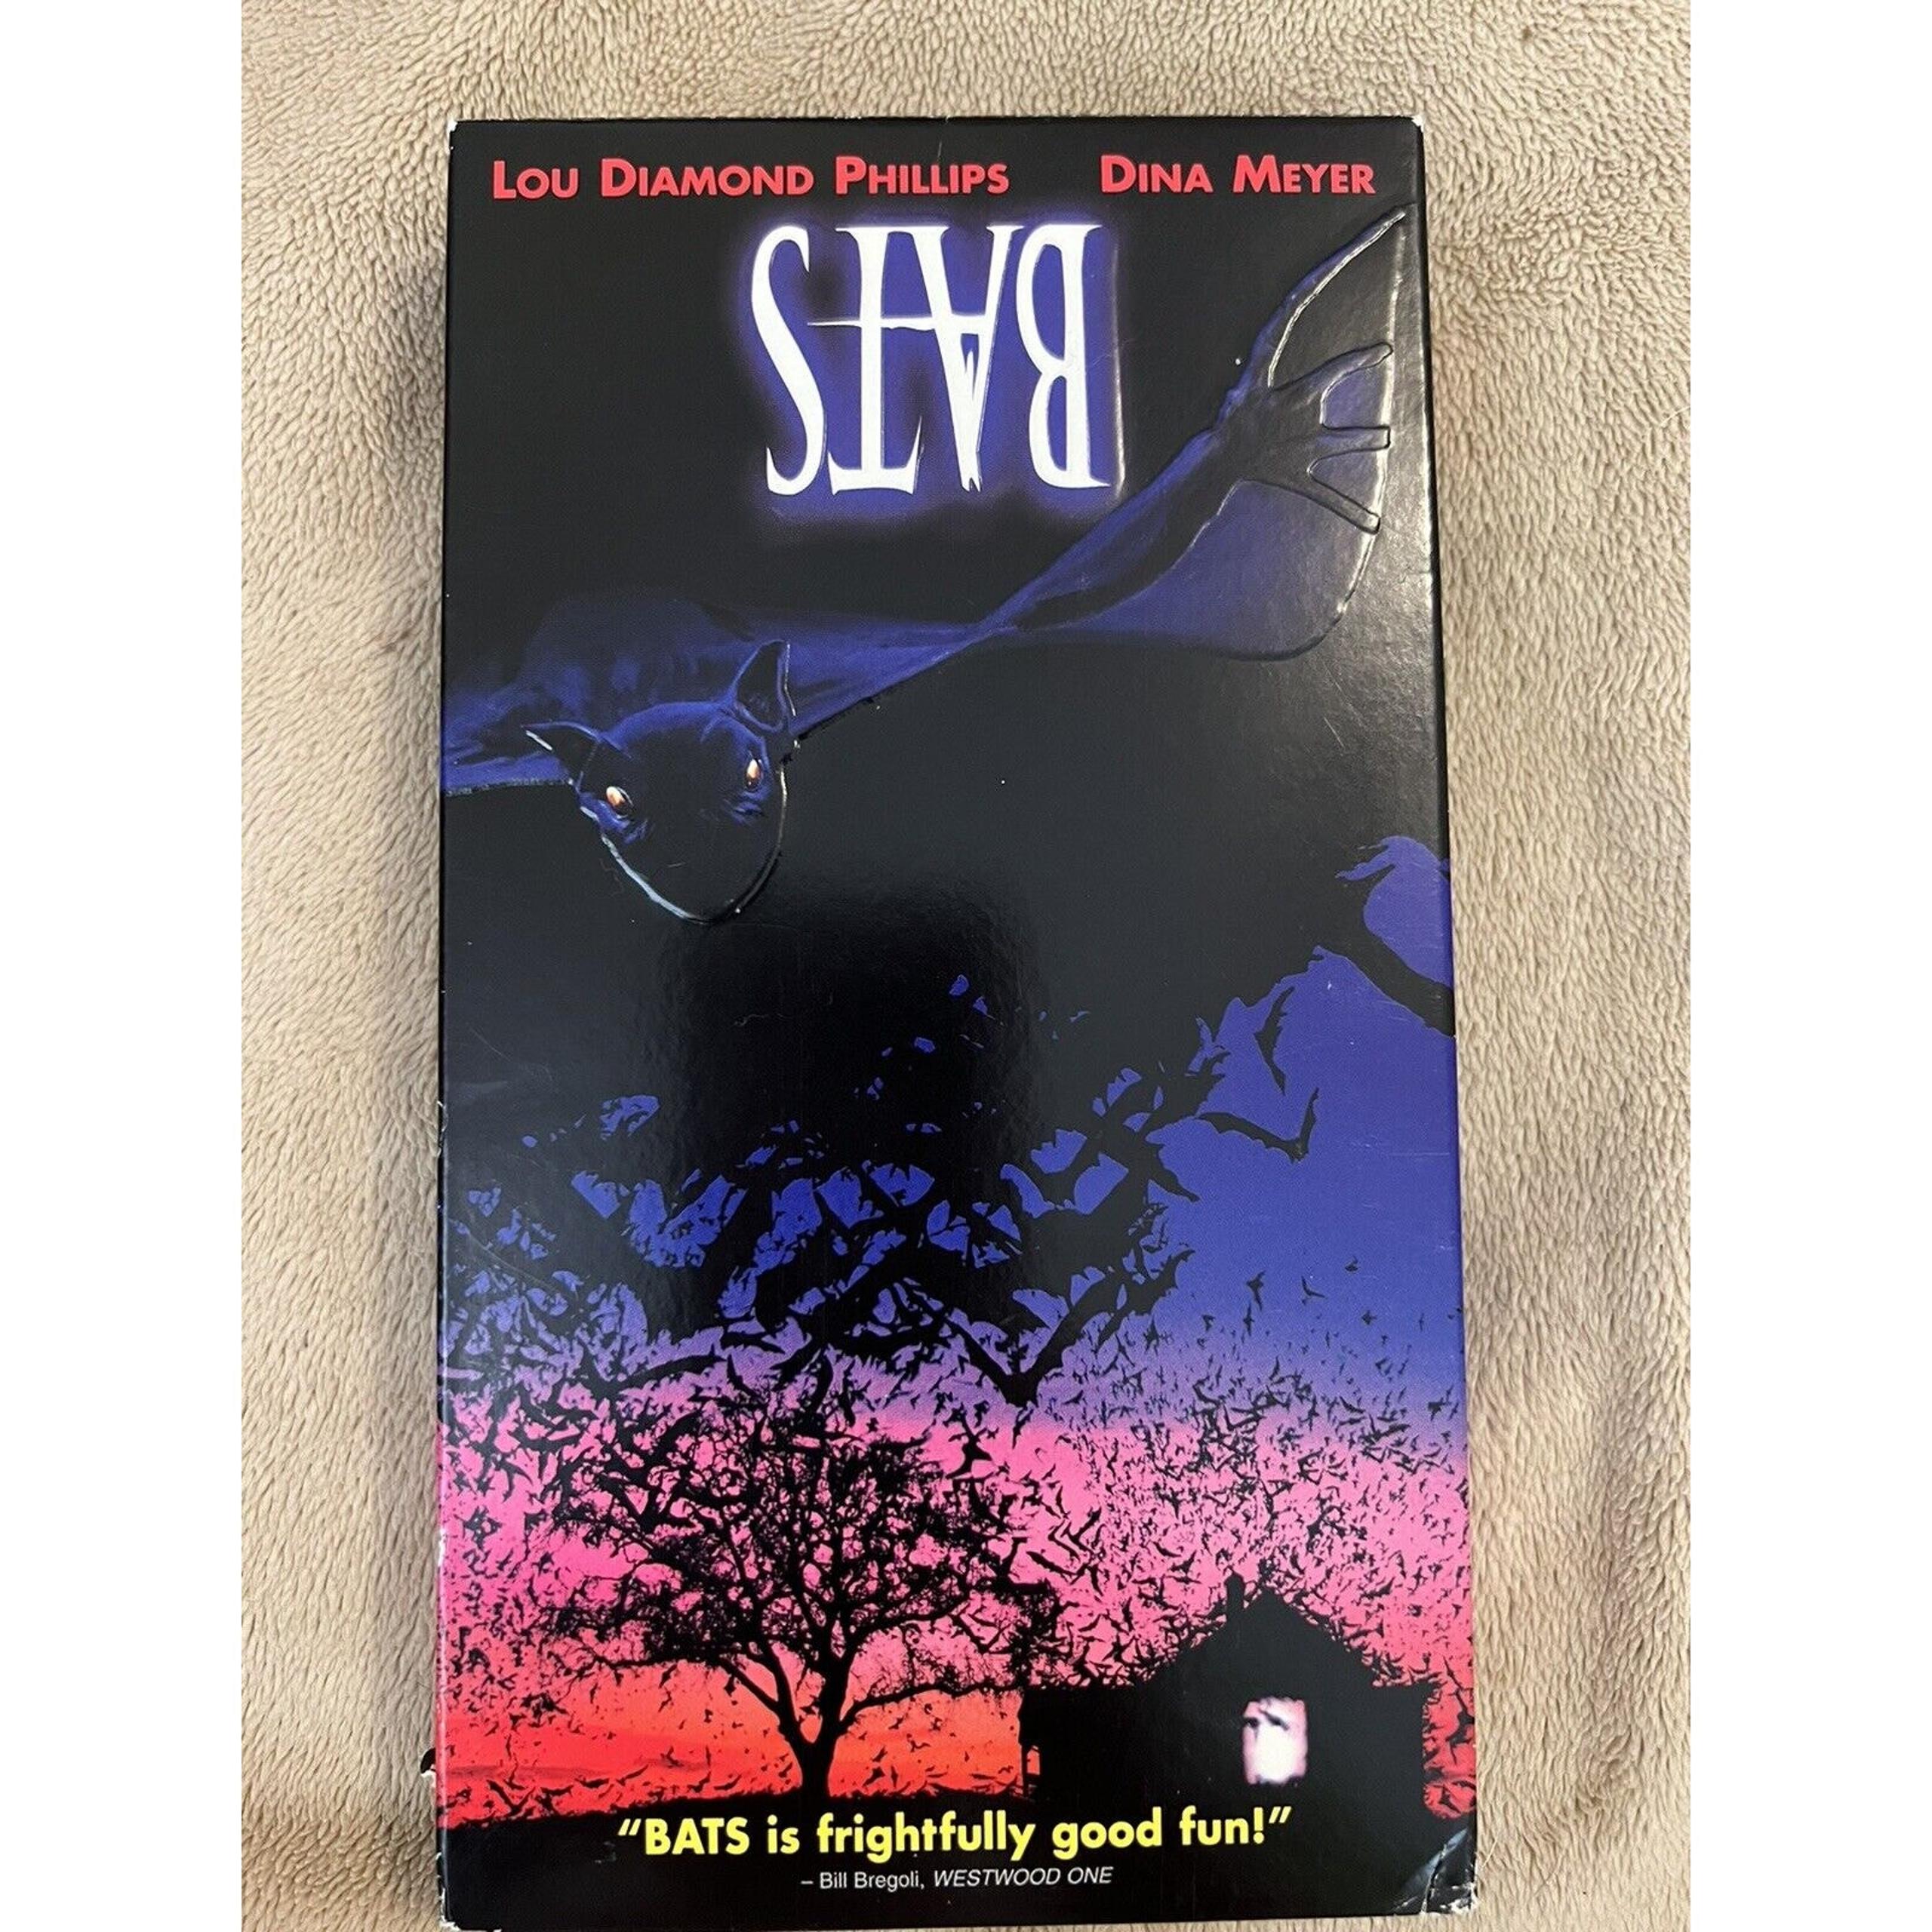 LOU DIAMOND PHILLIPS DINA MEYER
BATS
"BATS is frightfully good fun!"
– Bill Bregoli, WESTWOOD ONE